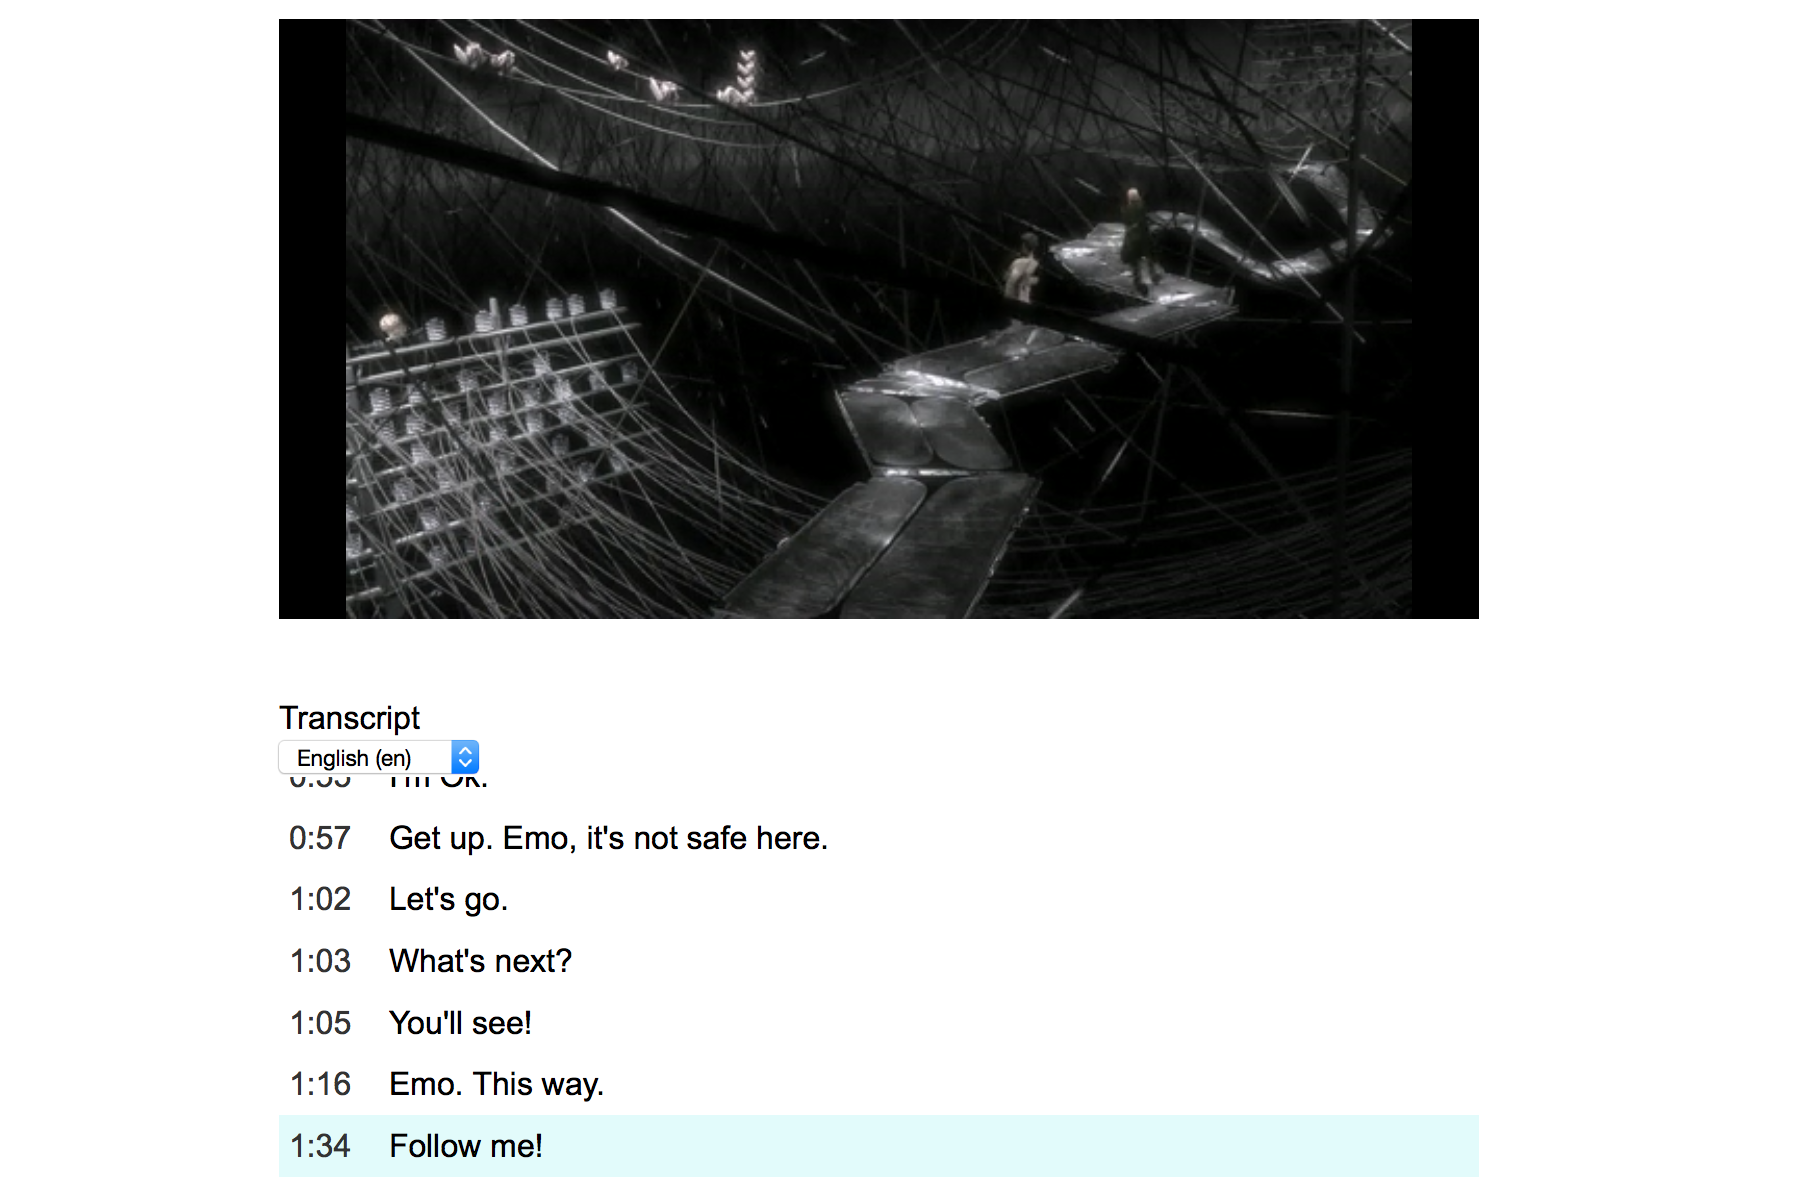 Transcript
English (en)
I'm Ok.
0:57 Get up. Emo, it's not safe here.
1:02 Let's go.
1:03 What's next?
1:05 You'll see!
1:16 Emo. This way.
1:34 Follow me!